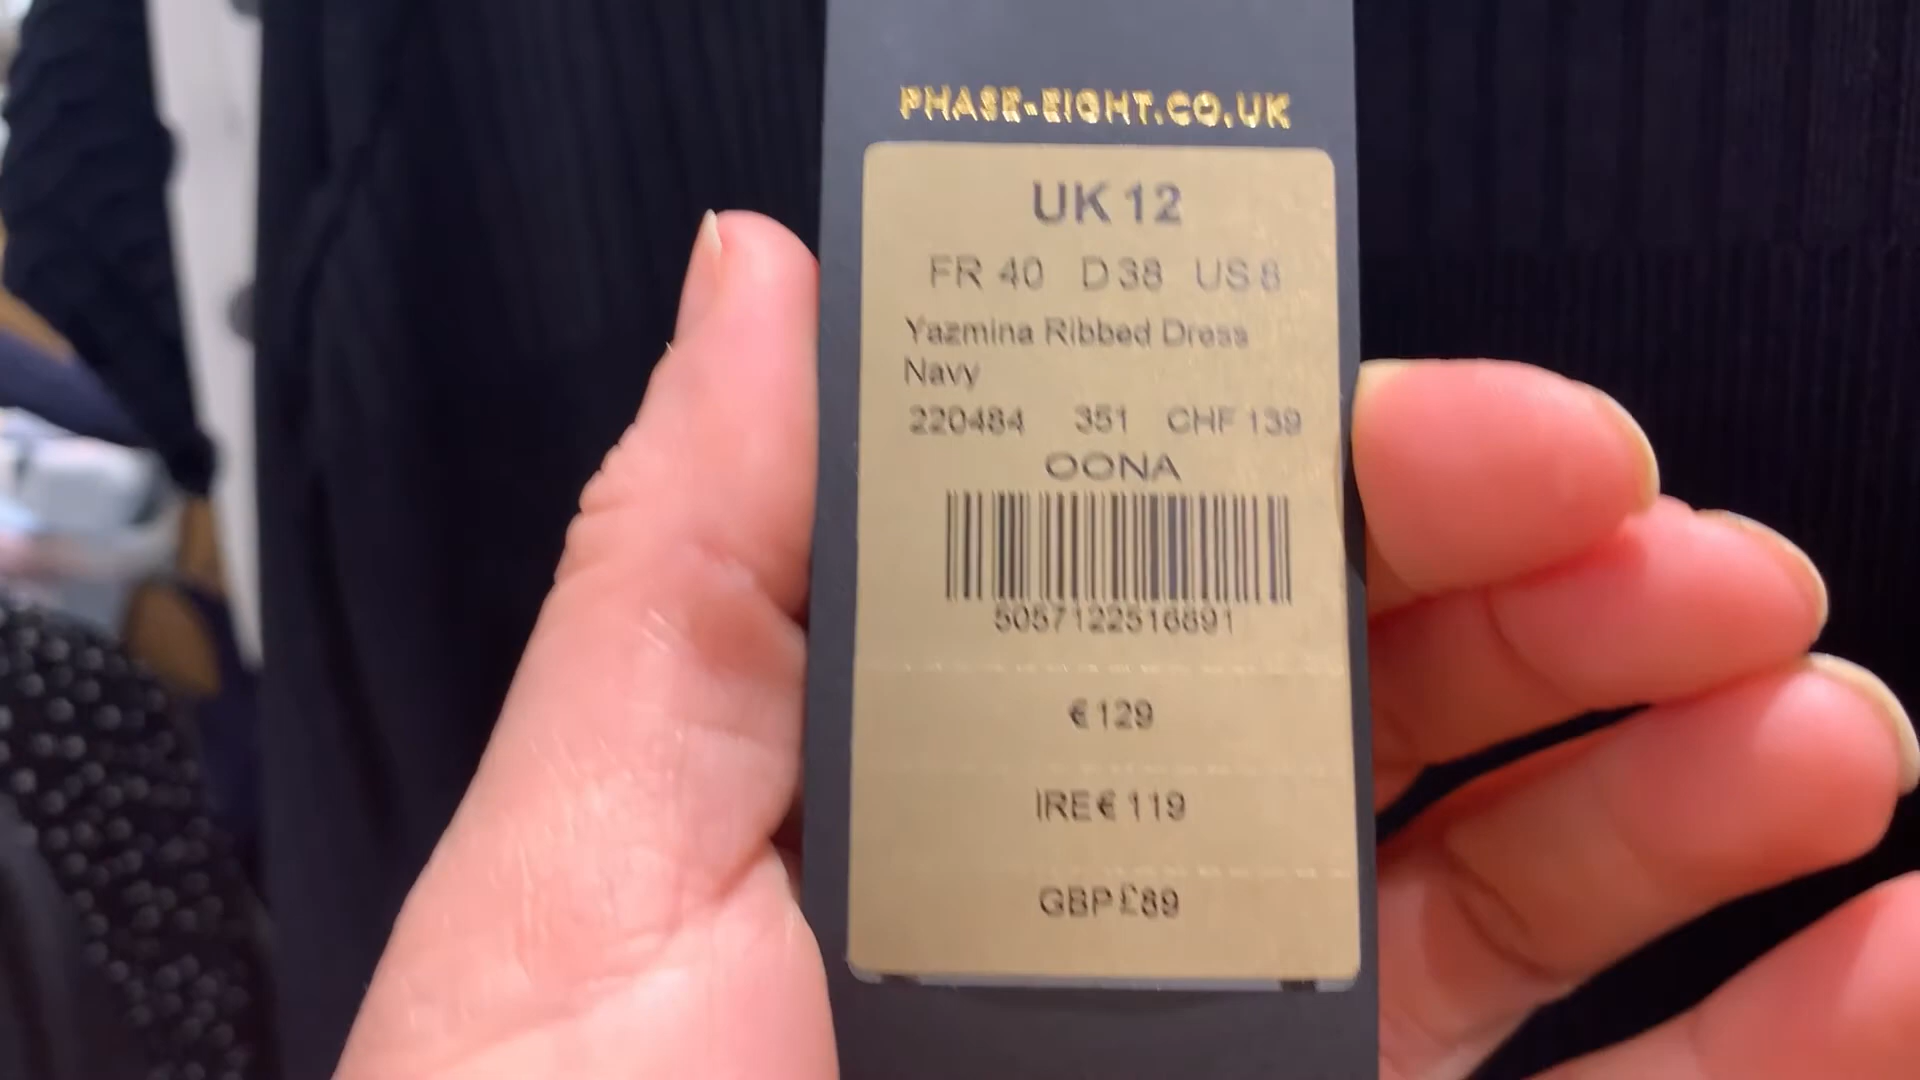 PHASE-EIGHT.CO.UK
UK 12
FR 40 D 38 US 8
Yazmina Ribbed Dress
Navy
220484 351 CHF 139
OONA
5057122516891
€ 129
IRE € 119
GBP £89